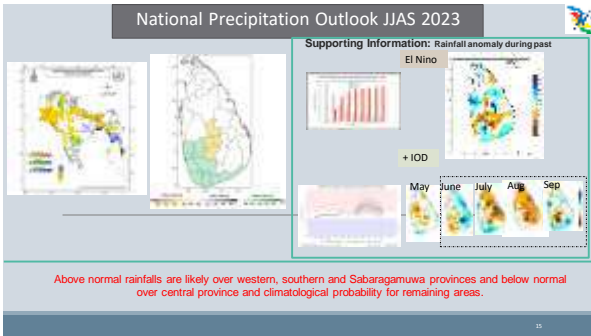 National Precipitation Outlook JJAS 2023
Supporting Information: Rainfall anomaly during past
El Nino
+ IOD
May June July Aug Sep
Above normal rainfalls are likely over western, southern and Sabaragamuwa provinces and below normal
over central province and climatological probability for remaining areas.
15